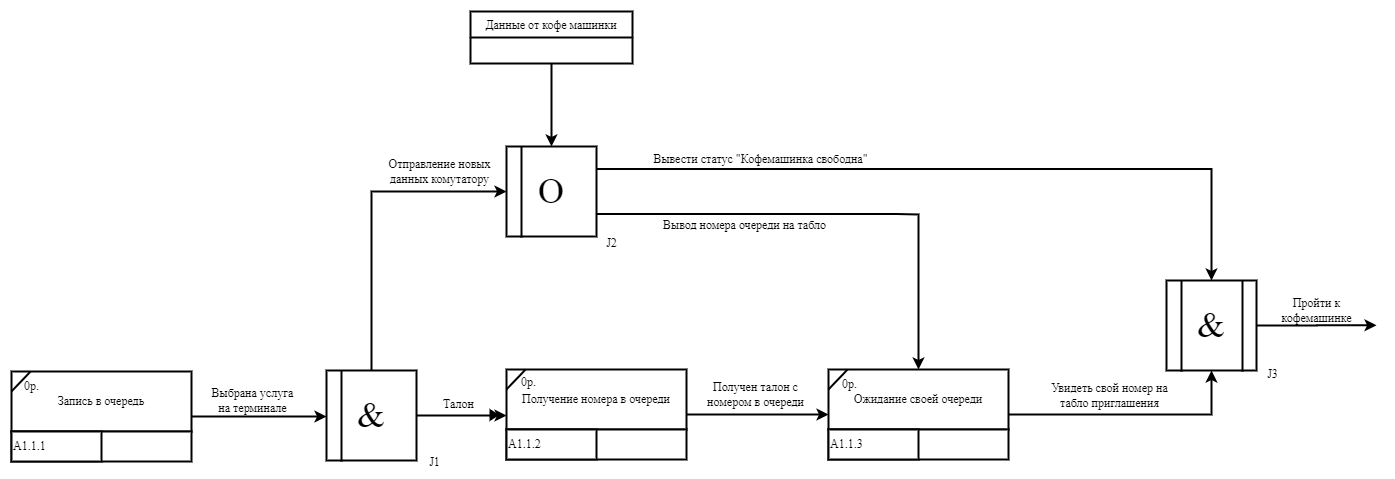 Данные от кофе машинки
Отправление новых
данных комутатору
O
J2
Вывести статус "Кофемашинка свободна"
Вывод номера очереди на табло
&
J3
Пройти к
кофемашинке
0р.
Запись в очередь
A1.1.1
Выбрана услуга
на терминале
&
J1
Талон
0р.
Получение номера в очереди
A1.1.2
Получен талон с
номером в очереди
0р.
Ожидание своей очереди
A1.1.3
Увидеть свой номер на
табло приглашения